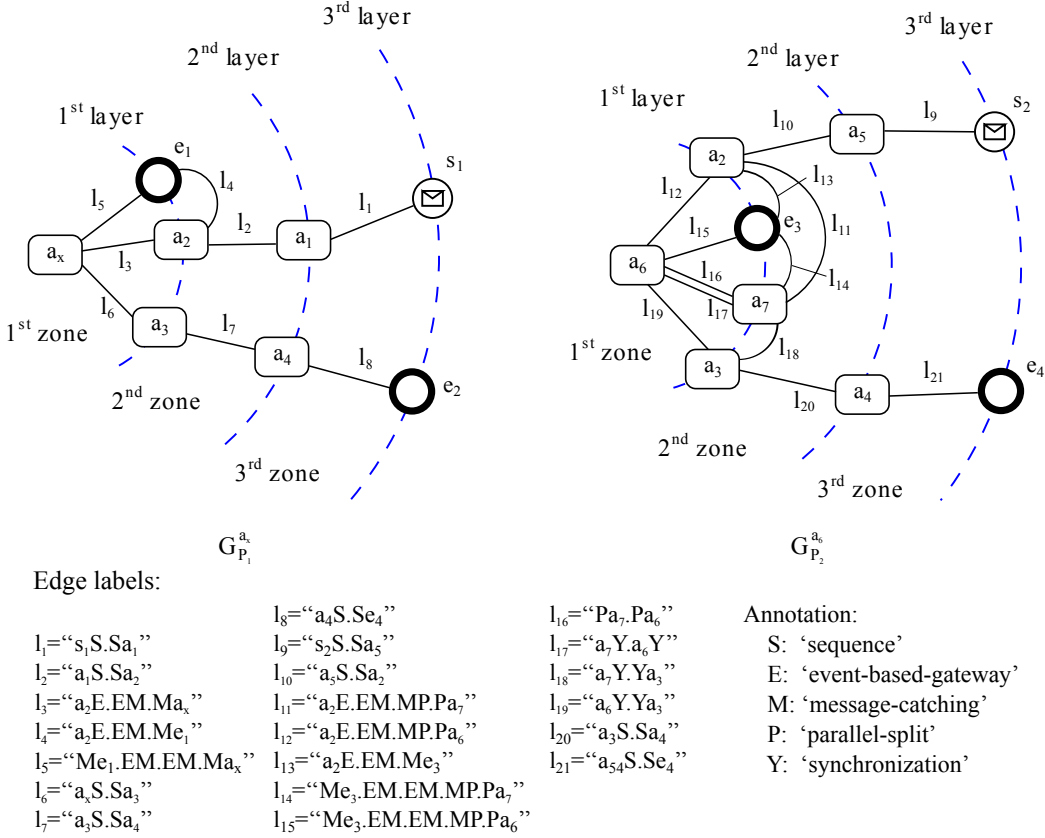 3rd layer
2nd layer
1st layer
e1
l4
s1
l5
l1
l2
ax
a2
a1
l3
l6
a3
l7
1st zone
a4
l8
2nd zone
e2
3rd zone
GP1ax
3rd layer
2nd layer
1st layer
s2
l10
l9
a5
a2
l13
l12
e3
l15
l11
a6
l16
l14
l17
a7
l19
1st zone
l18
a3
l21
e4
a4
l20
2nd zone
3rd zone
GP2a6
Edge labels:
l1=“s1S.Sa1”
l2=“a1S.Sa2”
l3=“a2E.EM.Max”
l4=“a2E.EM.Me1”
l5=“Me1.EM.EM.Max”
l6=“axS.Sa3”
l7=“a3S.Sa4”
l8=“a4S.Se4”
l9=“s2S.Sa5”
l10=“a5S.Sa2”
l11=“a2E.EM.MP.Pa7”
l12=“a2E.EM.MP.Pa6”
l13=“a2E.EM.Me3”
l14=“Me3.EM.EM.MP.Pa7”
l15=“Me3.EM.EM.MP.Pa6”
l16=“Pa7.Pa6”
l17=“a7Y.a6Y”
l18=“a7Y.Ya3”
l19=“a6Y.Ya3”
l20=“a3S.Sa4”
l21=“a54S.Se4”
Annotation:
S: ‘sequence’
E: ‘event-based-gateway’
M: ‘message-catching’
P: ‘parallel-split’
Y: ‘synchronization’